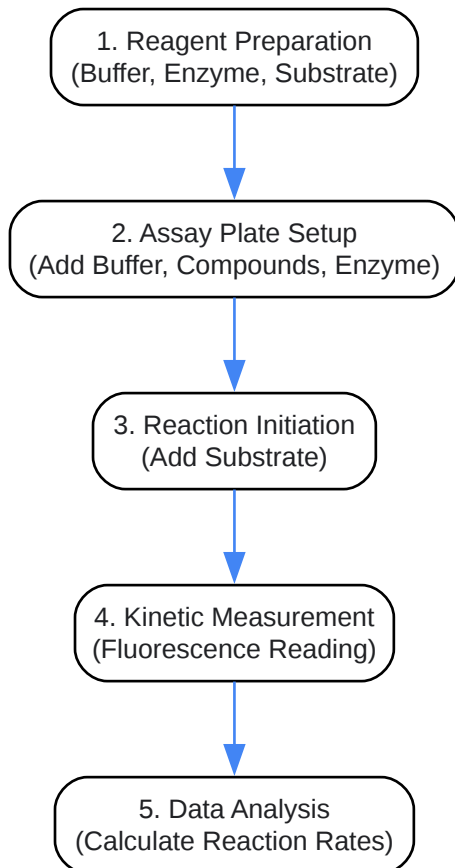 1. Reagent Preparation
(Buffer, Enzyme, Substrate)
2. Assay Plate Setup
(Add Buffer, Compounds, Enzyme)
3. Reaction Initiation
(Add Substrate)
4. Kinetic Measurement
(Fluorescence Reading)
5. Data Analysis
(Calculate Reaction Rates)